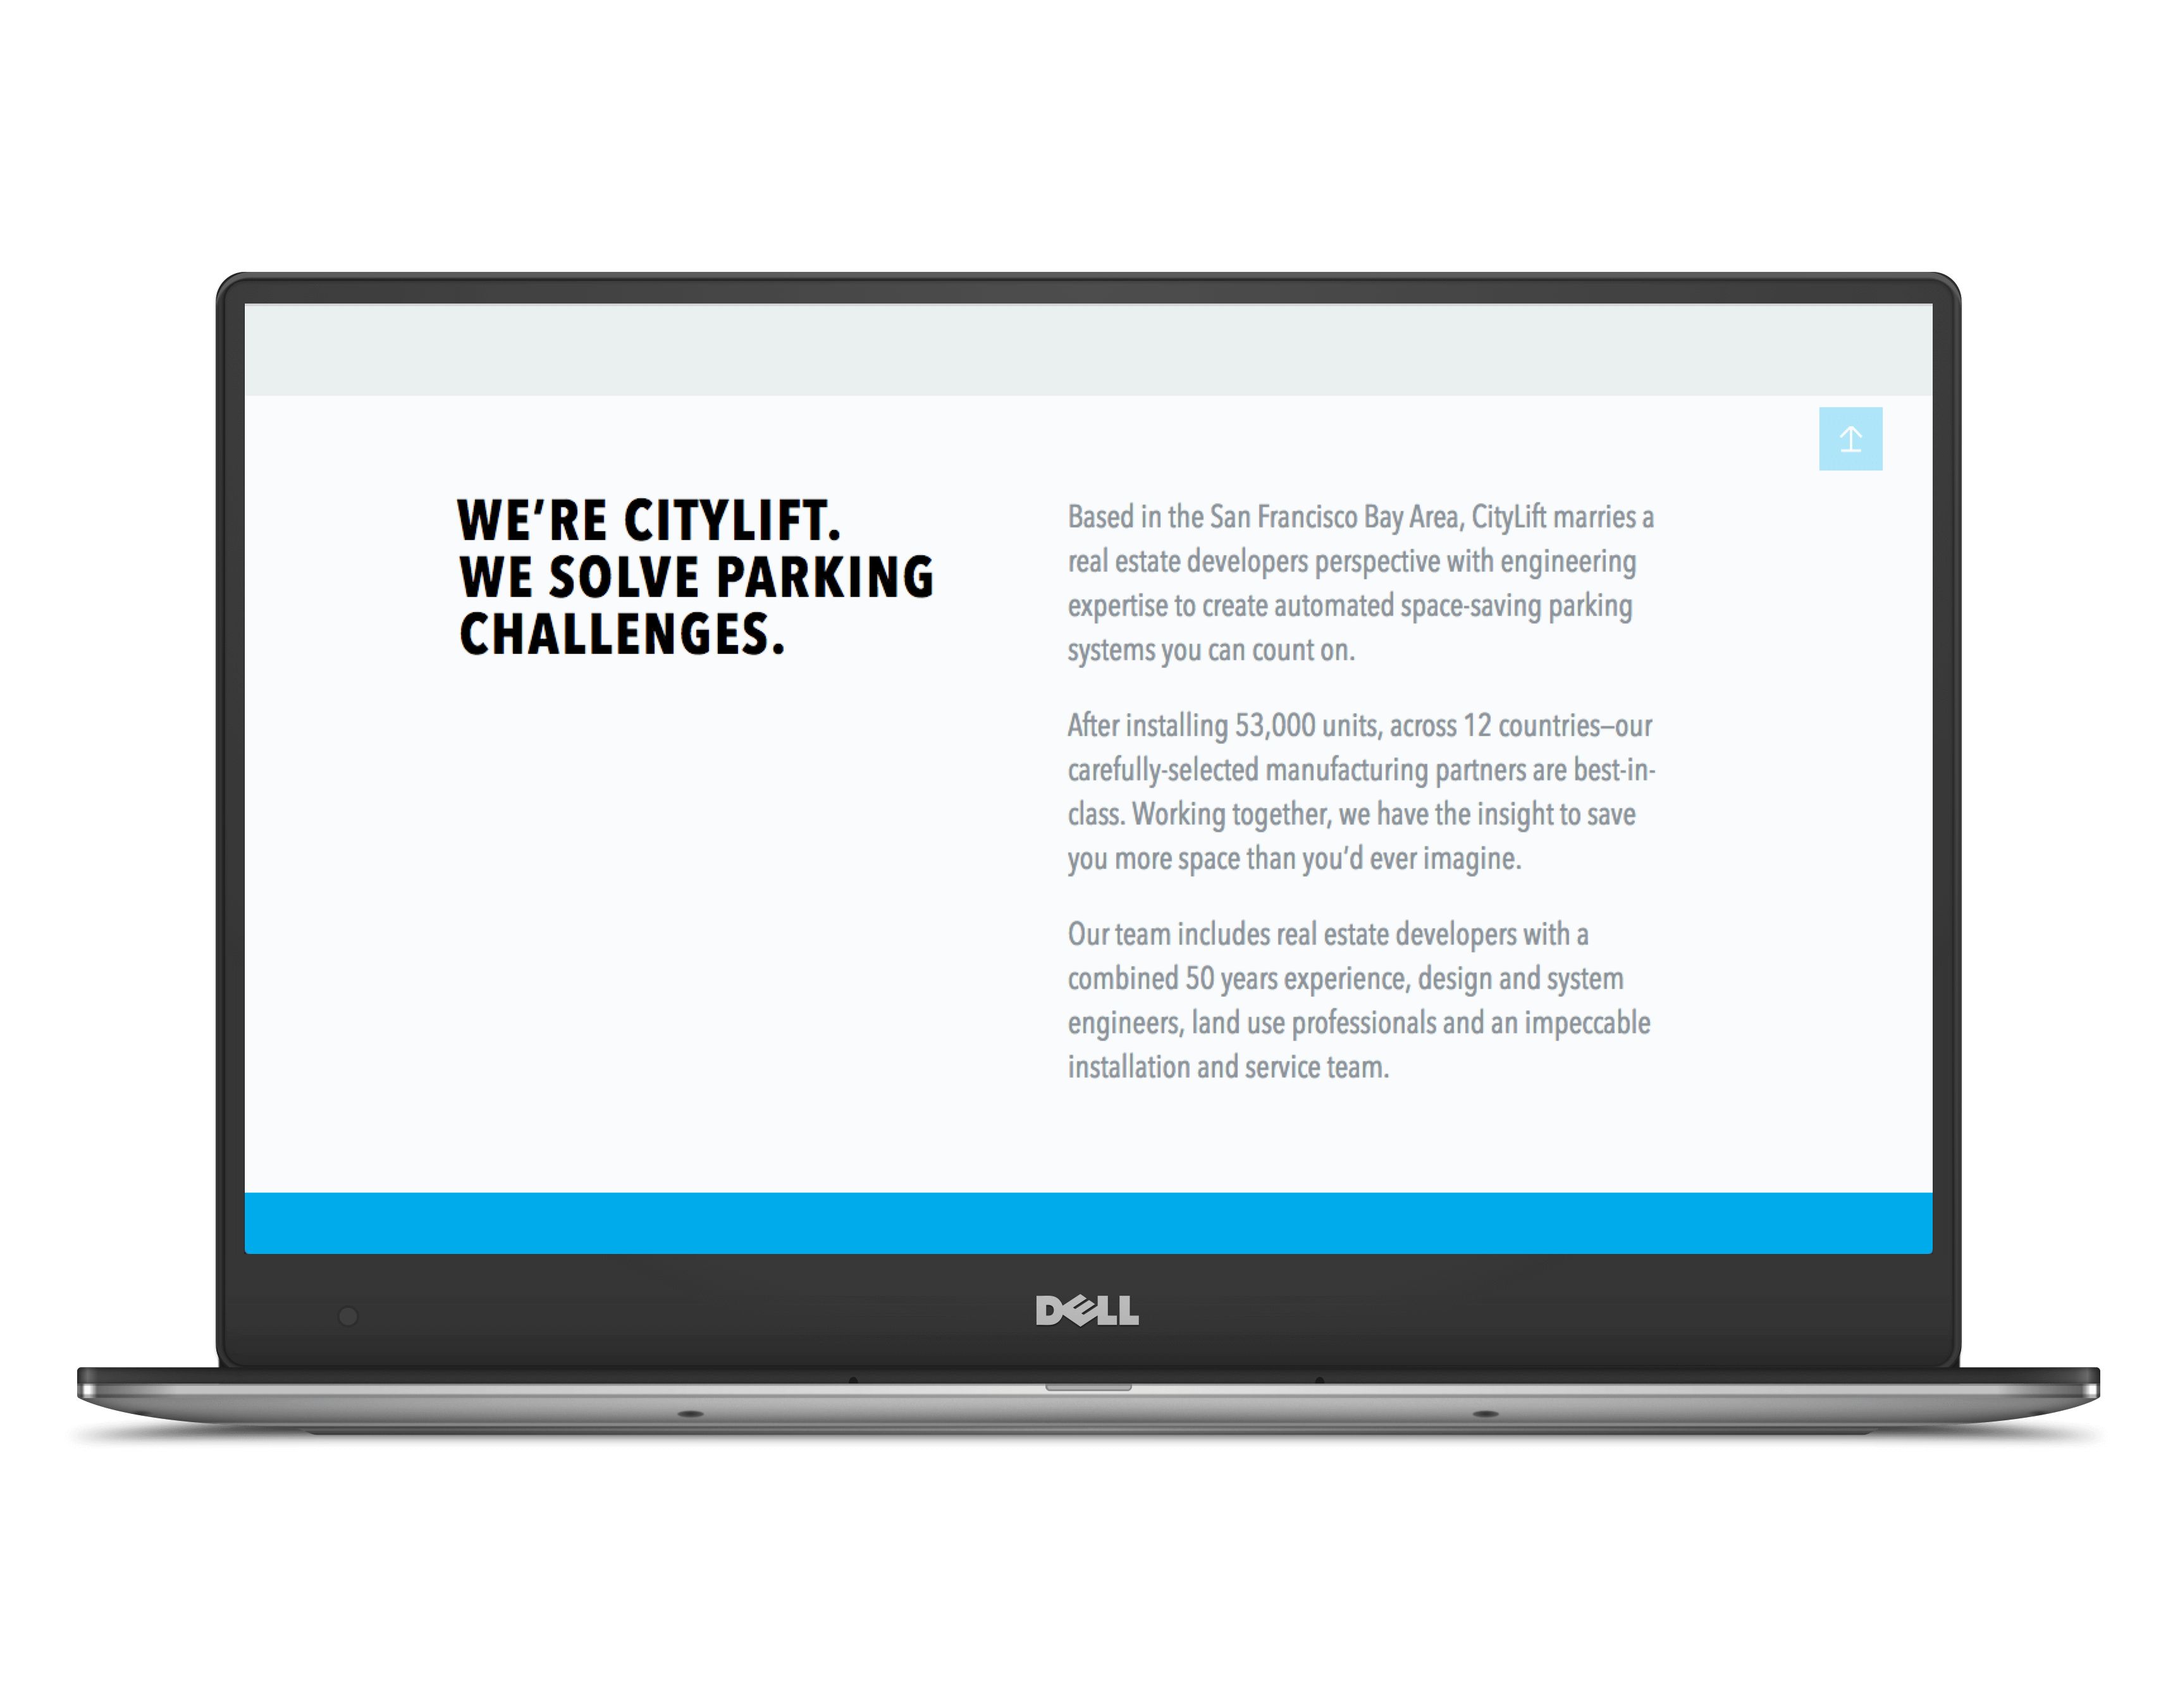 WE’RE CITYLIFT.
WE SOLVE PARKING
CHALLENGES.
Based in the San Francisco Bay Area, CityLift marries a
real estate developers perspective with engineering
expertise to create automated space-saving parking
systems you can count on.
After installing 53,000 units, across 12 countries–our
carefully-selected manufacturing partners are best-in-
class. Working together, we have the insight to save
you more space than you’d ever imagine.
Our team includes real estate developers with a
combined 50 years experience, design and system
engineers, land use professionals and an impeccable
installation and service team.
DELL